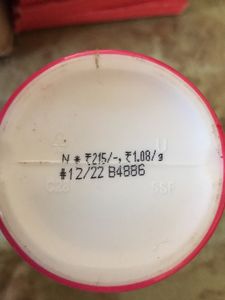 N * ₹215/-, ₹1.08/g
#12/22 B4886